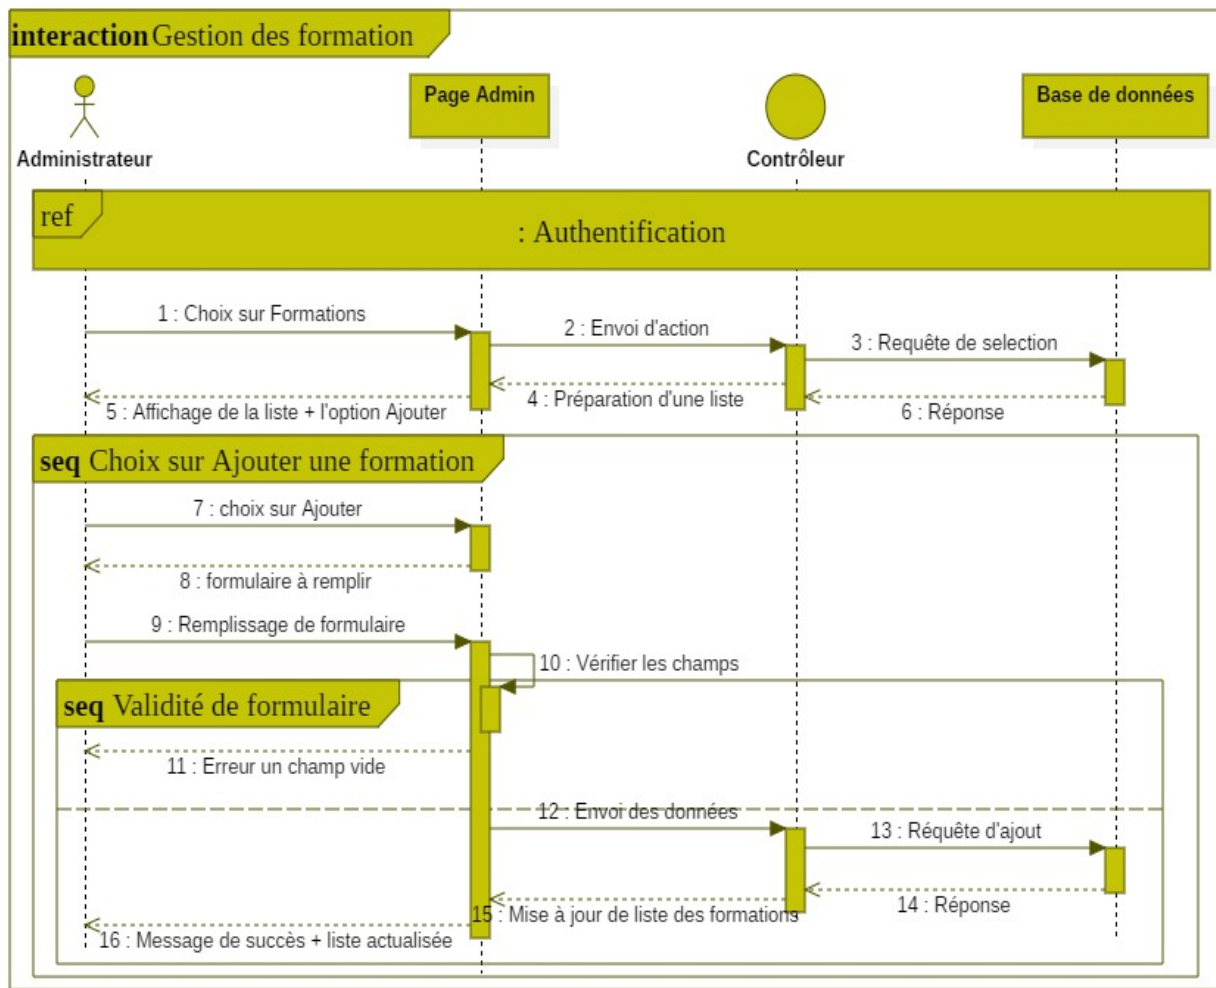 interaction Gestion des formation
Administrateur
Page Admin
Contrôleur
Base de données
ref
: Authentification
1 : Choix sur Formations
2 : Envoi d'action
3 : Requête de selection
4 : Préparation d'une liste
5 : Affichage de la liste + l'option Ajouter
6 : Réponse
seq Choix sur Ajouter une formation
7 : choix sur Ajouter
8 : formulaire à remplir
9 : Remplissage de formulaire
10 : Vérifier les champs
seq Validité de formulaire
11 : Erreur un champ vide
12 : Envoi des données
13 : Réquête d'ajout
14 : Réponse
15 : Mise à jour de liste des formations
16 : Message de succès + liste actualisée